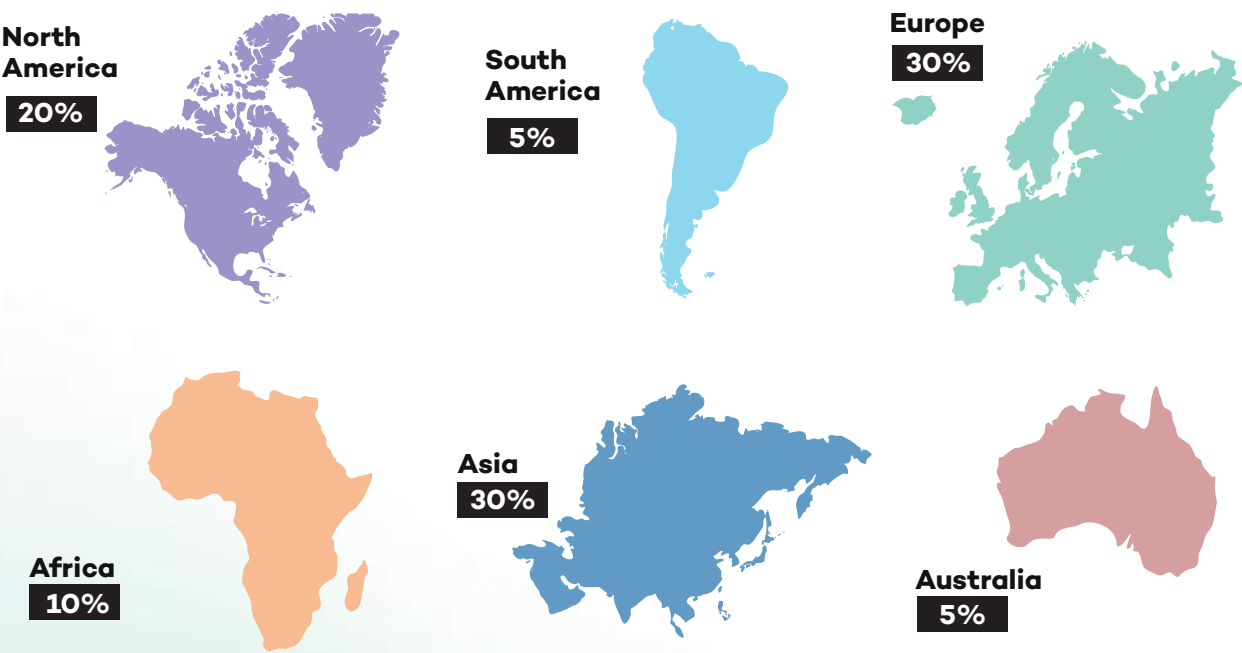 North
America
20%
South
America
5%
Europe
30%
Africa
10%
Asia
30%
Australia
5%